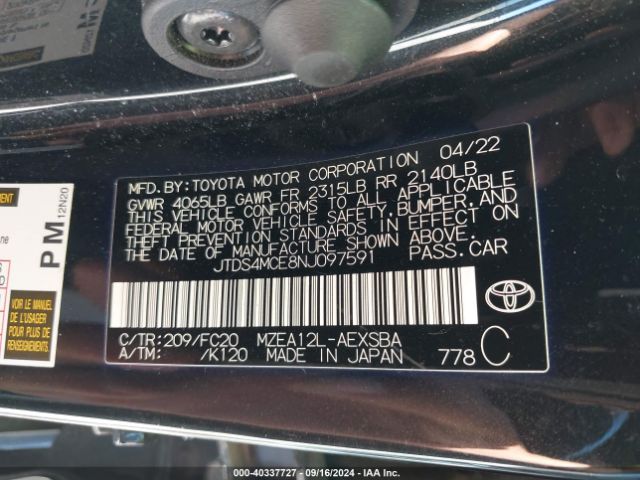 MFD.BY: TOYOTA MOTOR CORPORATION 04/22
GVWR 4065LB GAWR FR 2315LB RR 2140LB
THIS VEHICLE CONFORMS TO ALL APPLICABLE
FEDERAL MOTOR VEHICLE SAFETY, BUMPER, AND
THEFT PREVENTION STANDARDS IN EFFECT
ON THE DATE OF MANUFACTURE SHOWN ABOVE.
JTDS4MCE8NJ097591 PASS.CAR
C/TR: 209/FC20 MZEA12L-AEXSBA
A/TM: /K120 MADE IN JAPAN 778 C
PM 12N20
VOIR LE MANUEL
DE L'USAGER
POUR PLUS DE
RENSEIGNEMENTS
000-40337727 - 09/16/2024 - IAA Inc.